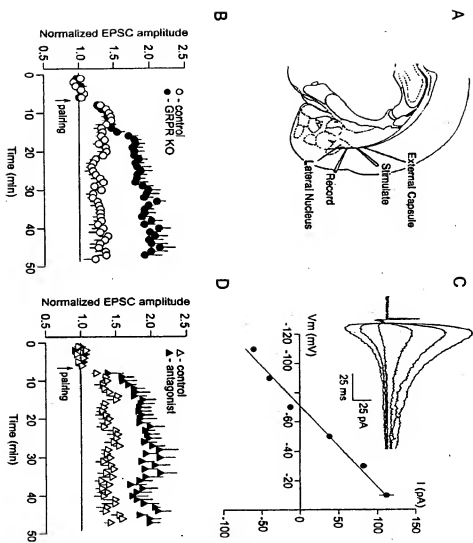 A
External Capsule
Stimulate
Record
Lateral Nucleus
B
Normalized EPSC amplitude
2.5
2.0
1.5
1.0
0.5
○ - control
● - GRPR KO
pairing
0 10 20 30 40 50
Time (min)
C
25 pA
25 ms
D
Vm (mV)
-120 -100 -80 -60 -40 -20
I (pA)
100
50
0
-50
-100
Normalized EPSC amplitude
2.5
2.0
1.5
1.0
0.5
△ - control
▲ - antagonist
pairing
0 10 20 30 40 50
Time (min)